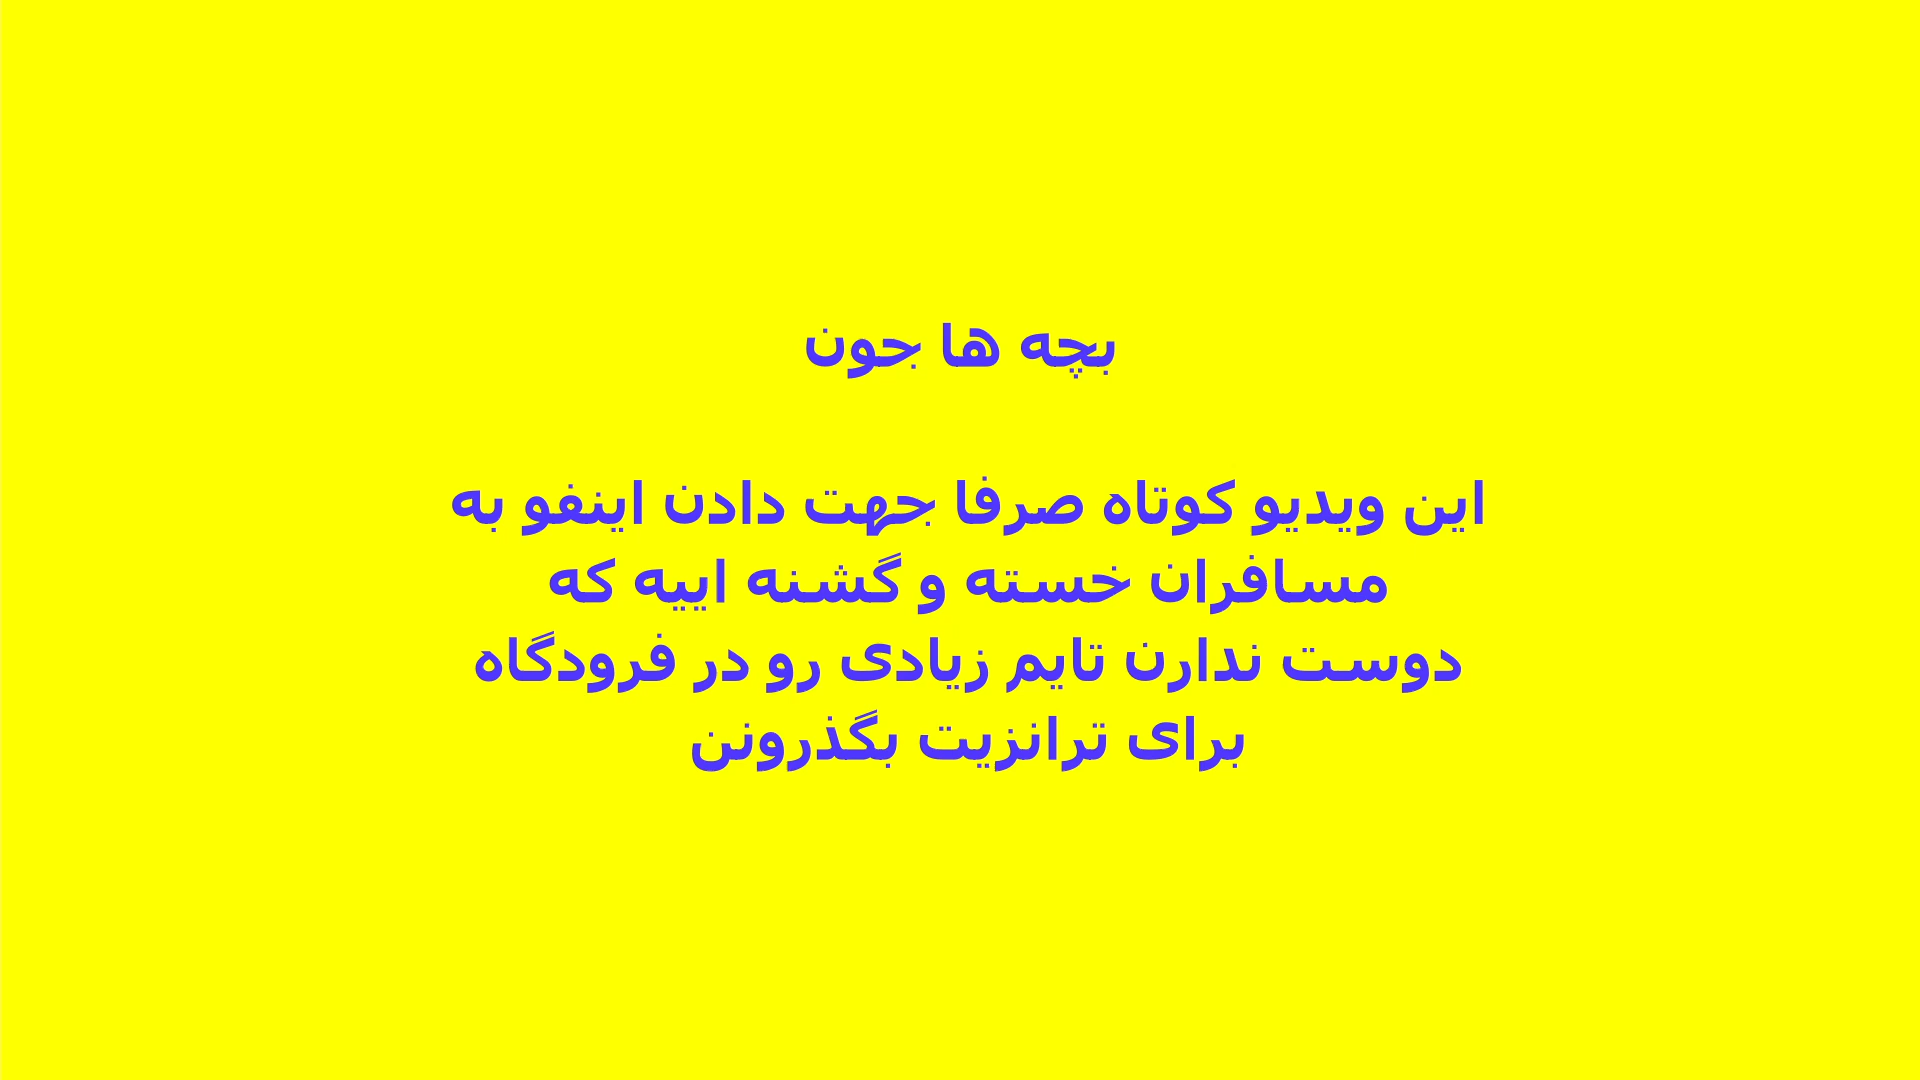 بچه ها جون
این ویدیو کوتاه صرفا جهت دادن اینفو به
مسافران خسته و گشنه اییه که
دوست ندارن تایم زیادی رو در فرودگاه
برای ترانزیت بگذرونن